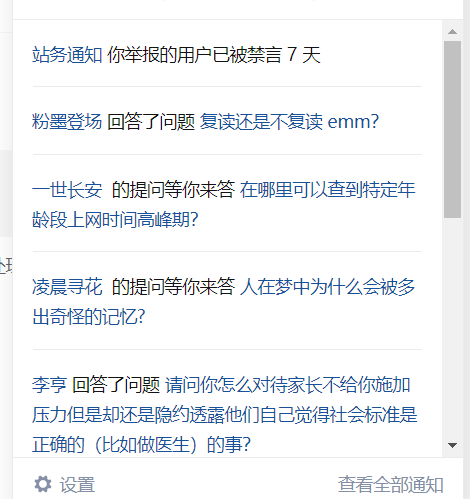 站务通知 你举报的用户已被禁言 7 天
粉墨登场 回答了问题 复读还是不复读 emm?
一世长安 的提问等你来答 在哪里可以查到特定年
龄段上网时间高峰期?
凌晨寻花 的提问等你来答 人在梦中为什么会被多
出奇怪的记忆?
李亨 回答了问题 请问你怎么对待家长不给你施加
压力但是却还是隐约透露他们自己觉得社会标准是
正确的（比如做医生）的事?
设置 查看全部通知